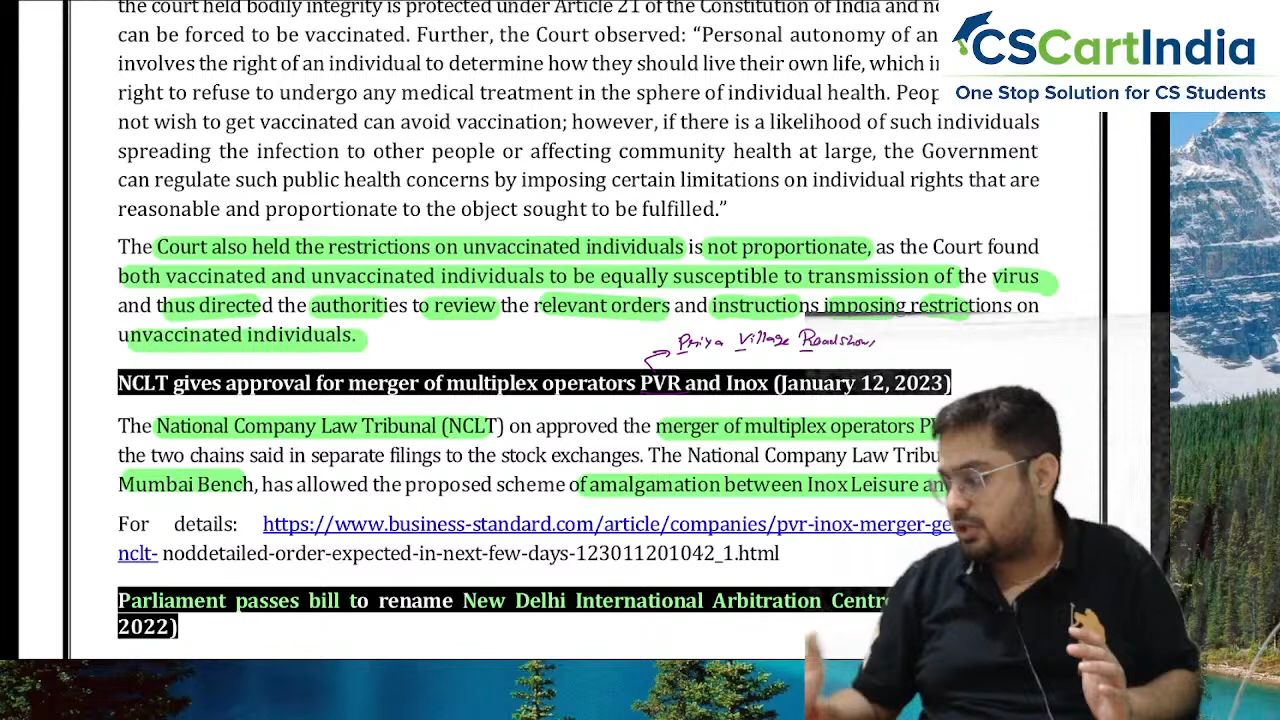 the court held bodily integrity is protected under Article 21 of the Constitution of India and
can be forced to be vaccinated. Further, the Court observed: “Personal autonomy of an
involves the right of an individual to determine how they should live their own life, which
right to refuse to undergo any medical treatment in the sphere of individual health.
not wish to get vaccinated can avoid vaccination; however, if there is a likelihood of such individuals
spreading the infection to other people or affecting community health at large, the Government
can regulate such public health concerns by imposing certain limitations on individual rights that are
reasonable and proportionate to the object sought to be fulfilled.”
The Court also held the restrictions on unvaccinated individuals is not proportionate, as the Court found
both vaccinated and unvaccinated individuals to be equally susceptible to transmission of the virus
and thus directed the authorities to review the relevant orders and instructions imposing restrictions on
unvaccinated individuals.
Priya Village Roadshow
NCLT gives approval for merger of multiplex operators PVR and Inox (January 12, 2023)
The National Company Law Tribunal (NCLT) on approved the merger of multiplex operators
the two chains said in separate filings to the stock exchanges. The National Company Law
Mumbai Bench, has allowed the proposed scheme of amalgamation between Inox Leisure
For details: https://www.business-standard.com/article/companies/pvr-inox-merger-ge
nclt- noddetailed-order-expected-in-next-few-days-123011201042_1.html
Parliament passes bill to rename New Delhi International Arbitration Centre
2022)
CSCartIndia
One Stop Solution for CS Students